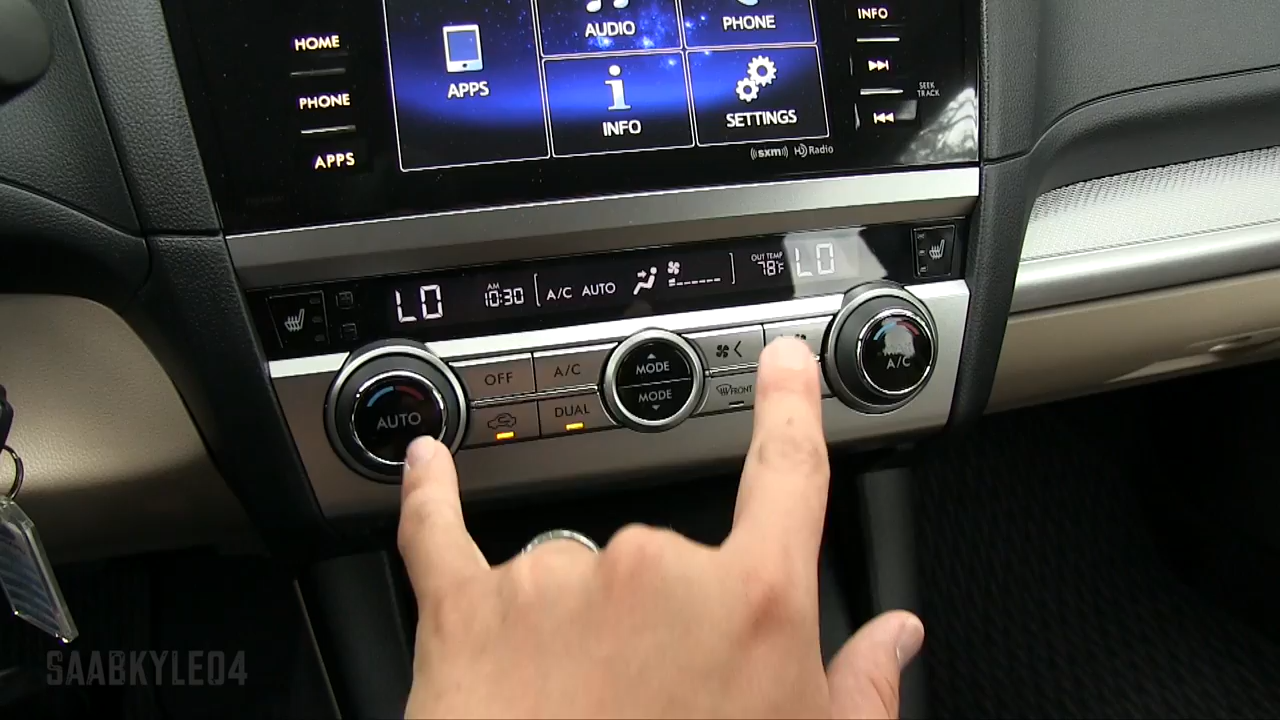 HOME
PHONE
APPS
APPS
AUDIO
PHONE
INFO
SETTINGS
INFO
SEEK
TRACK
((sxm)) HD Radio
LO
AM
10:30
A/C AUTO
OUT TEMP
78°F
LO
AUTO
OFF
A/C
DUAL
MODE
MODE
FRONT
A/C
SAABKYLE04